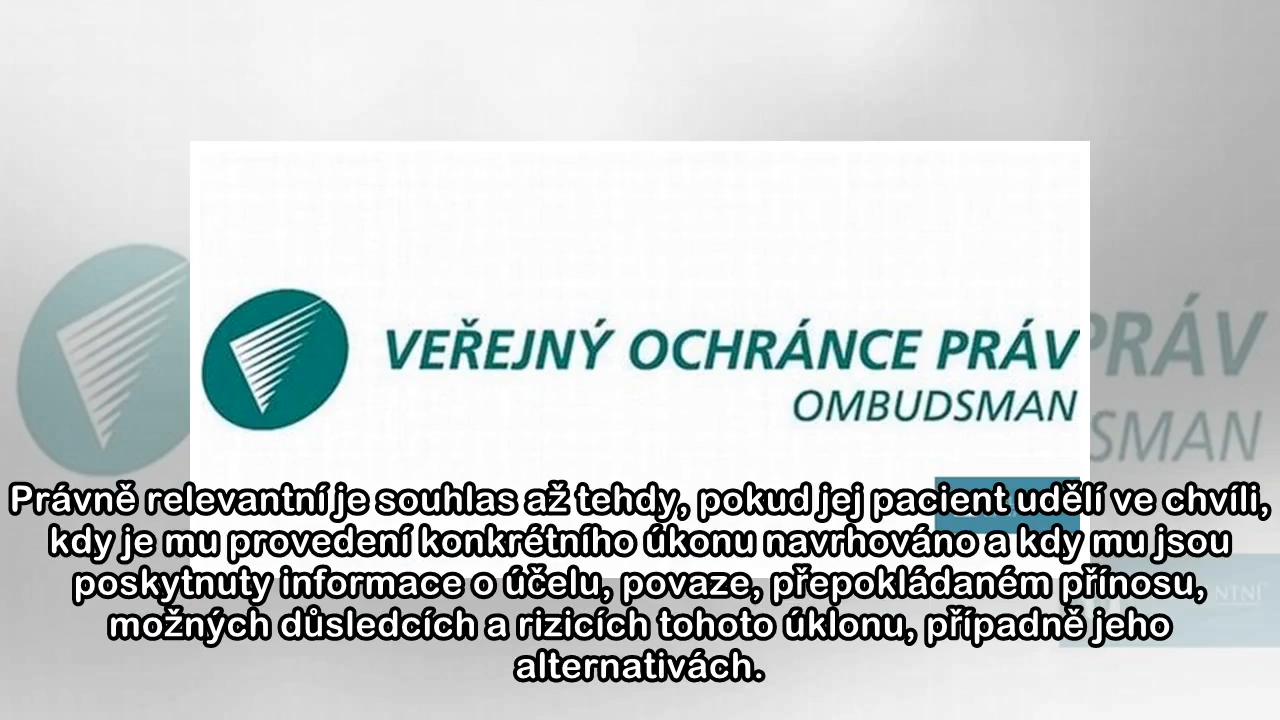 VEŘEJNÝ OCHRÁNCE PRÁV
OMBUDSMAN
PRÁV
SMAN
Právně relevantní je souhlas až tehdy, pokud jej pacient udělí ve chvíli,
kdy je mu provedení konkrétního úkonu navrhováno a kdy mu jsou
poskytnuty informace o účelu, povaze, přepokládaném přínosu,
NTNÍ
možných důsledcích a rizicích tohoto úklonu, případně jeho
alternativách.